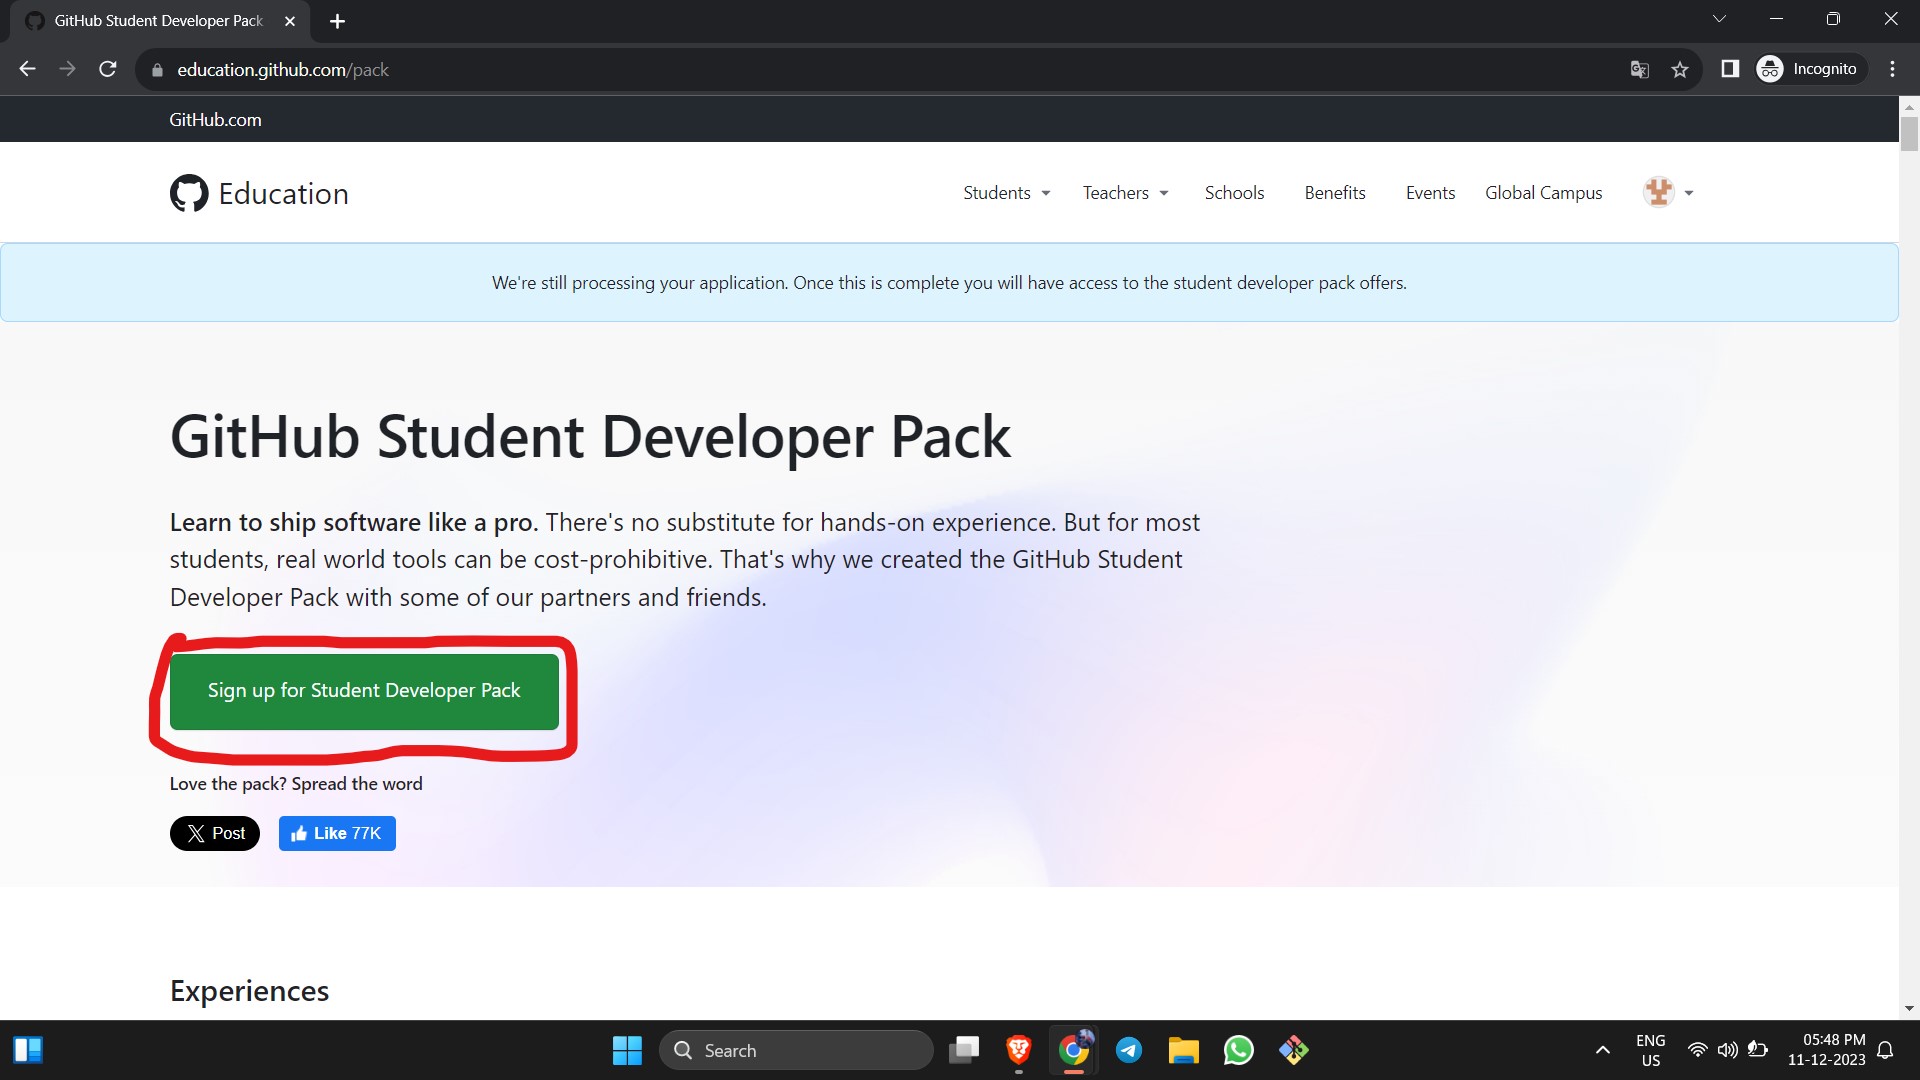 GitHub Student Developer Pack
education.github.com/pack
Incognito
GitHub.com
Education
Students
Teachers
Schools
Benefits
Events
Global Campus
We're still processing your application. Once this is complete you will have access to the student developer pack offers.
GitHub Student Developer Pack
Learn to ship software like a pro. There's no substitute for hands-on experience. But for most
students, real world tools can be cost-prohibitive. That's why we created the GitHub Student
Developer Pack with some of our partners and friends.
Sign up for Student Developer Pack
Love the pack? Spread the word
Post
Like 77K
Experiences
Search
ENG
US
05:48 PM
11-12-2023